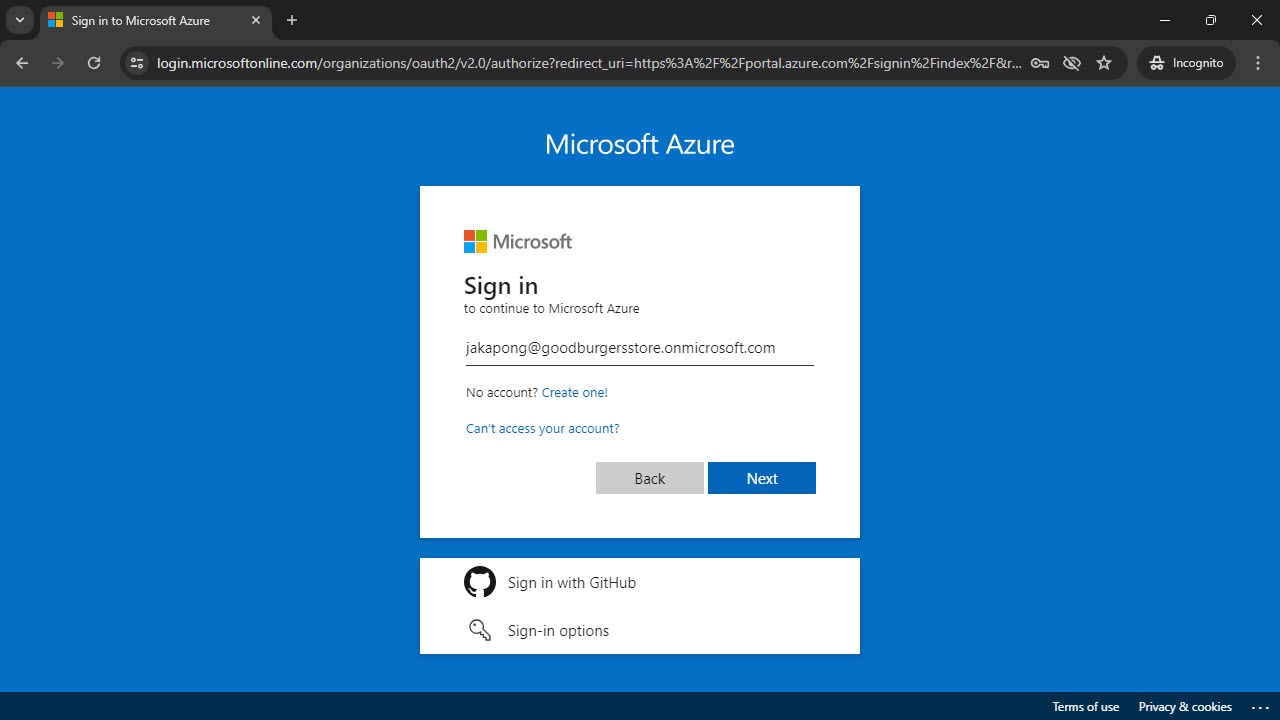 Sign in to Microsoft Azure
login.microsoftonline.com/organizations/oauth2/v2.0/authorize?redirect_uri=https%3A%2F%2Fportal.azure.com%2Fsignin%2Findex%2F&r...
Incognito
Microsoft Azure
Microsoft
Sign in
to continue to Microsoft Azure
jakapong@goodburgersstore.onmicrosoft.com
No account? Create one!
Can't access your account?
Back
Next
Sign in with GitHub
Sign-in options
Terms of use
Privacy & cookies
...